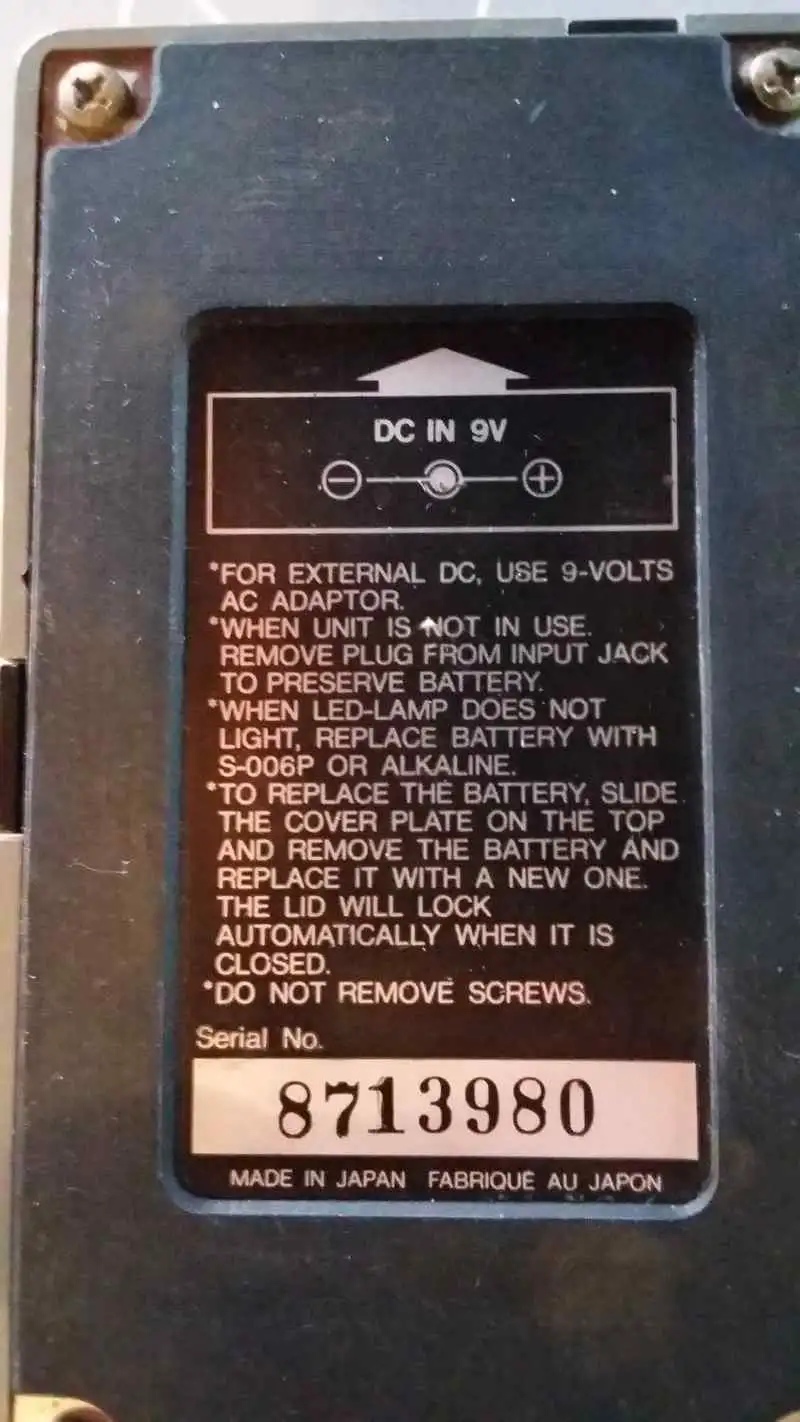 DC IN 9V
*FOR EXTERNAL DC, USE 9-VOLTS
AC ADAPTOR.
*WHEN UNIT IS NOT IN USE.
REMOVE PLUG FROM INPUT JACK
TO PRESERVE BATTERY.
*WHEN LED-LAMP DOES NOT
LIGHT, REPLACE BATTERY WITH
S-006P OR ALKALINE.
*TO REPLACE THE BATTERY, SLIDE
THE COVER PLATE ON THE TOP
AND REMOVE THE BATTERY AND
REPLACE IT WITH A NEW ONE.
THE LID WILL LOCK
AUTOMATICALLY WHEN IT IS
CLOSED.
*DO NOT REMOVE SCREWS.
Serial No.
8713980
MADE IN JAPAN FABRIQUÉ AU JAPON